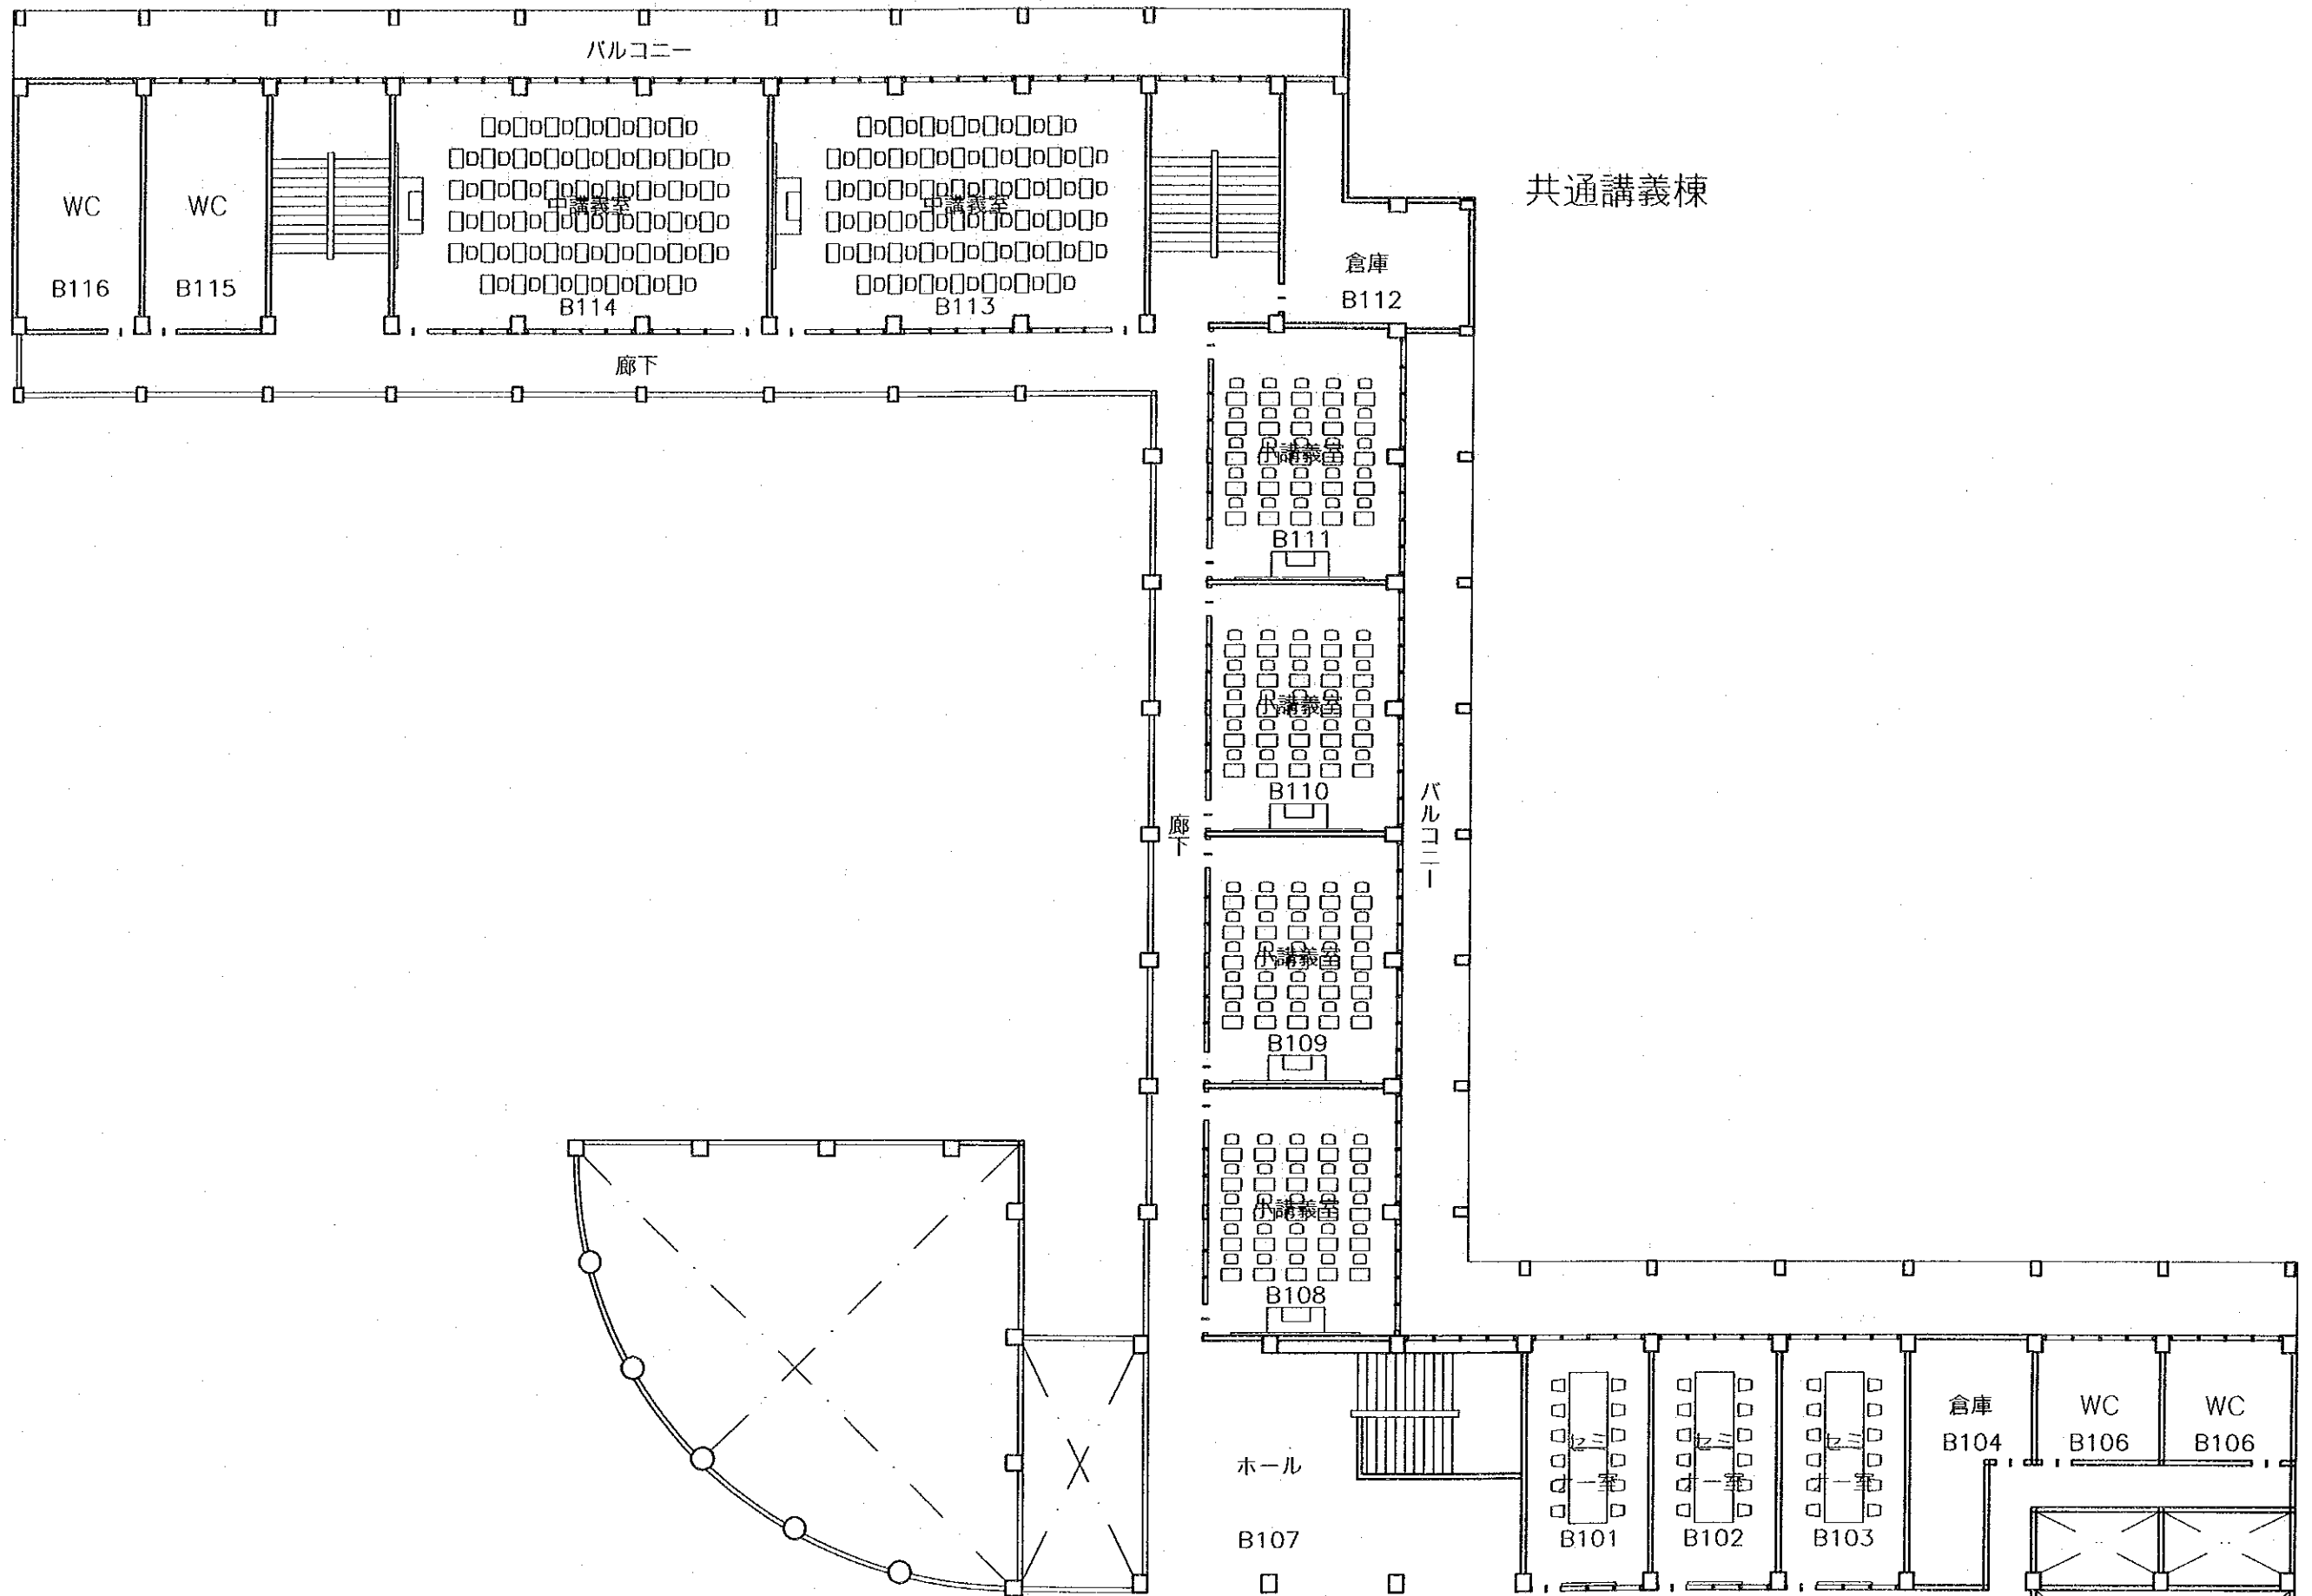 バルコニー
共通講義棟
WC
WC
中講義室
中講義室
倉庫
B116
B115
B114
B113
B112
廊下
小講義室
B111
小講義室
B110
廊下
バルコニー
小講義室
B109
小講義室
B108
ホール
B107
セミ
ナー室
B101
セミ
ナー室
B102
セミ
ナー室
B103
倉庫
B104
WC
B106
WC
B106